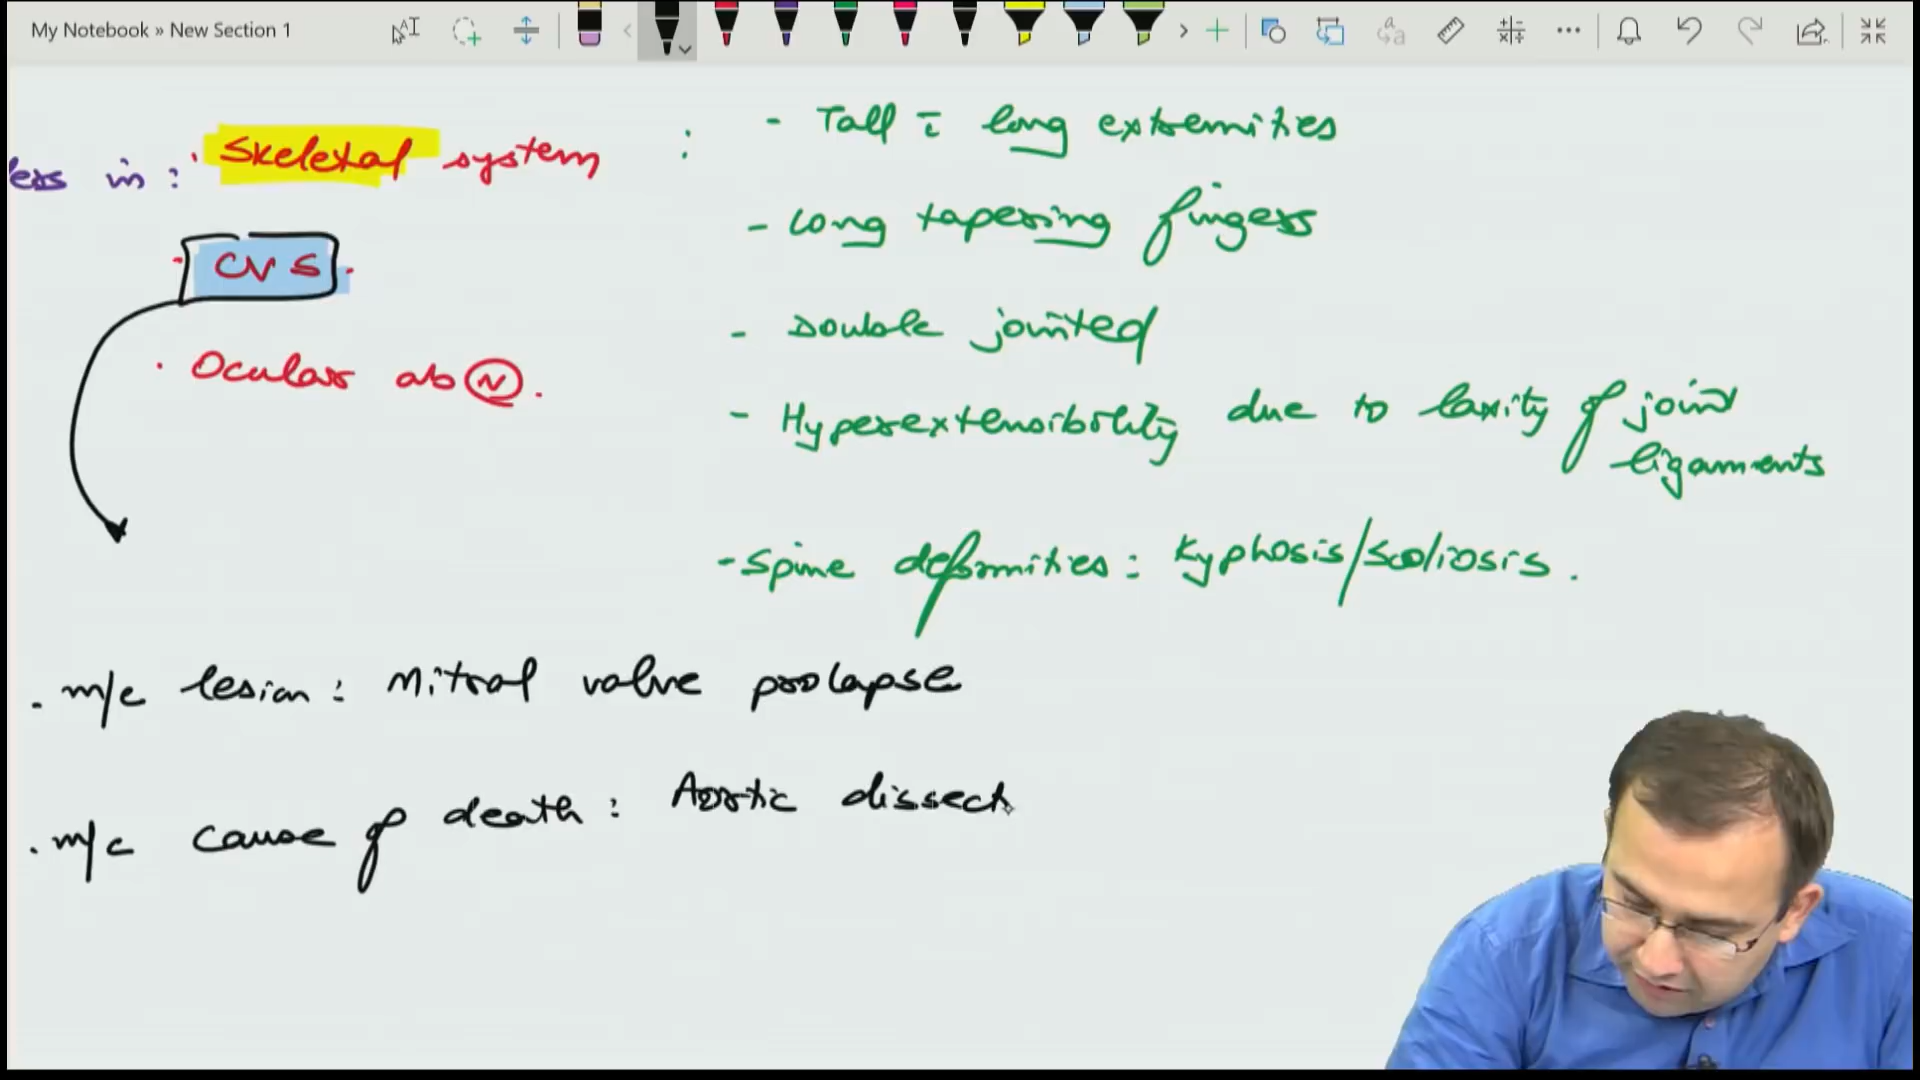 My Notebook » New Section 1
ers in : · Skeletal system :
- Tall c̄ long extremities
- Long tapering fingers
· CVS ·
- Double jointed
· Ocular ab(N) .
- Hyperextensibility due to laxity of joint
ligaments
- Spine deformities : Kyphosis/Scoliosis .
. m/c lesion : Mitral valve prolapse
. m/c cause of death : Aortic dissect